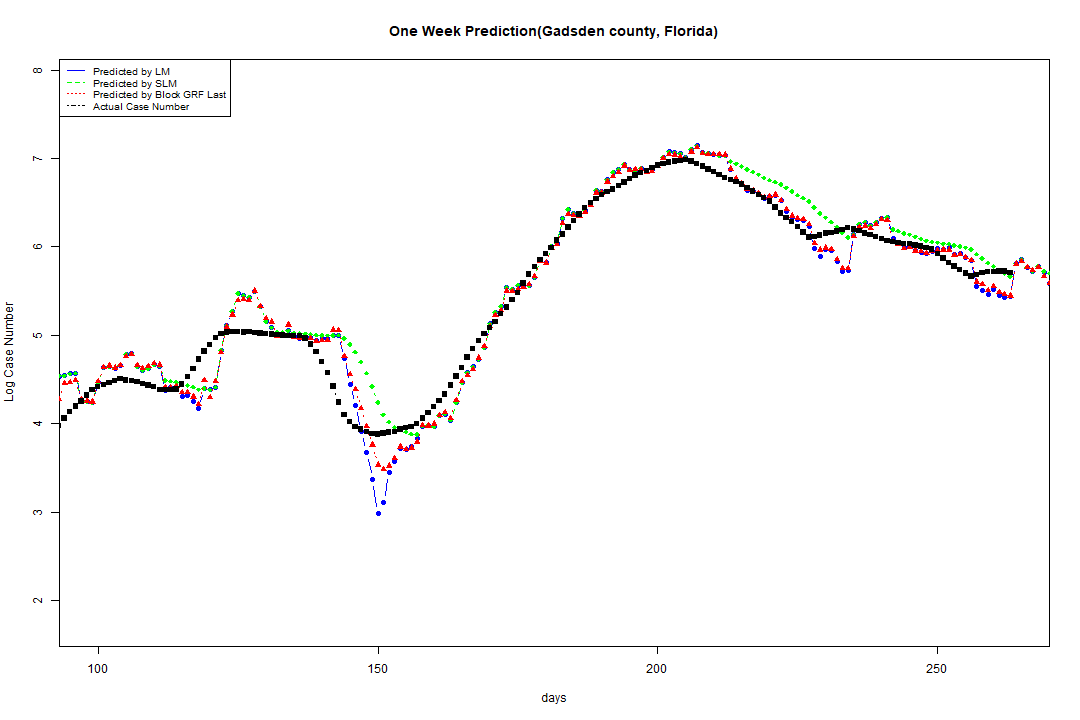 One Week Prediction(Gadsden county, Florida)
Predicted by LM
Predicted by SLM
Predicted by Block GRF Last
Actual Case Number
8
7
6
5
4
3
2
Log Case Number
100 150 200 250
days